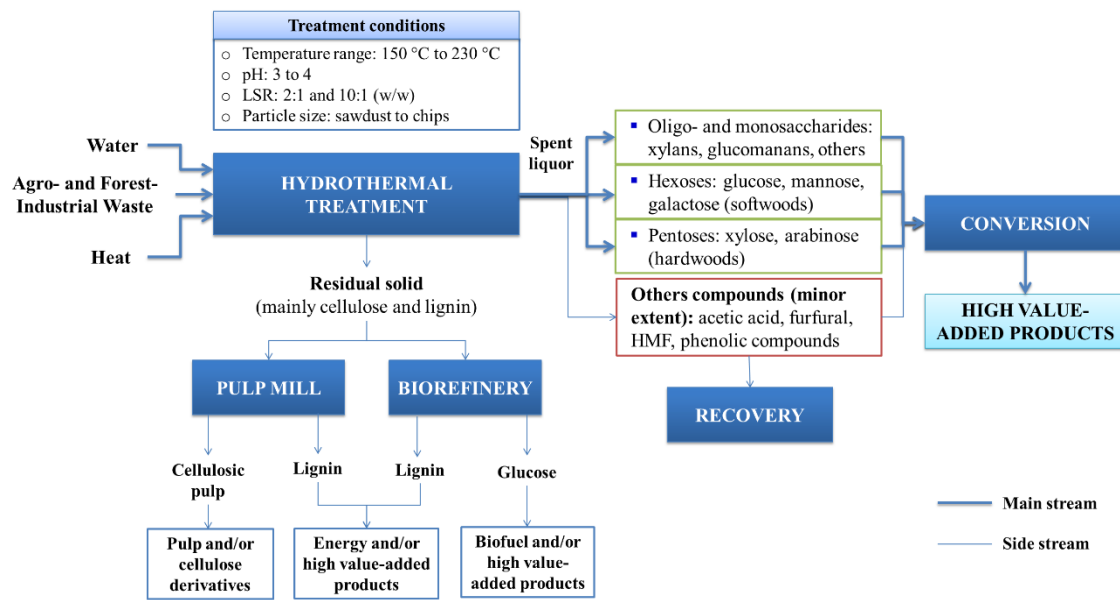 Treatment conditions
o Temperature range: 150 °C to 230 °C
o pH: 3 to 4
o LSR: 2:1 and 10:1 (w/w)
o Particle size: sawdust to chips
Water
Agro- and Forest-
Industrial Waste
Heat
HYDROTHERMAL
TREATMENT
Spent
liquor
▪ Oligo- and monosaccharides:
xylans, glucomanans, others
▪ Hexoses: glucose, mannose,
galactose (softwoods)
▪ Pentoses: xylose, arabinose
(hardwoods)
Others compounds (minor
extent): acetic acid, furfural,
HMF, phenolic compounds
CONVERSION
HIGH VALUE-
ADDED PRODUCTS
RECOVERY
Residual solid
(mainly cellulose and lignin)
PULP MILL
BIOREFINERY
Cellulosic
pulp
Lignin
Lignin
Glucose
Pulp and/or
cellulose
derivatives
Energy and/or
high value-added
products
Biofuel and/or
high value-
added products
Main stream
Side stream